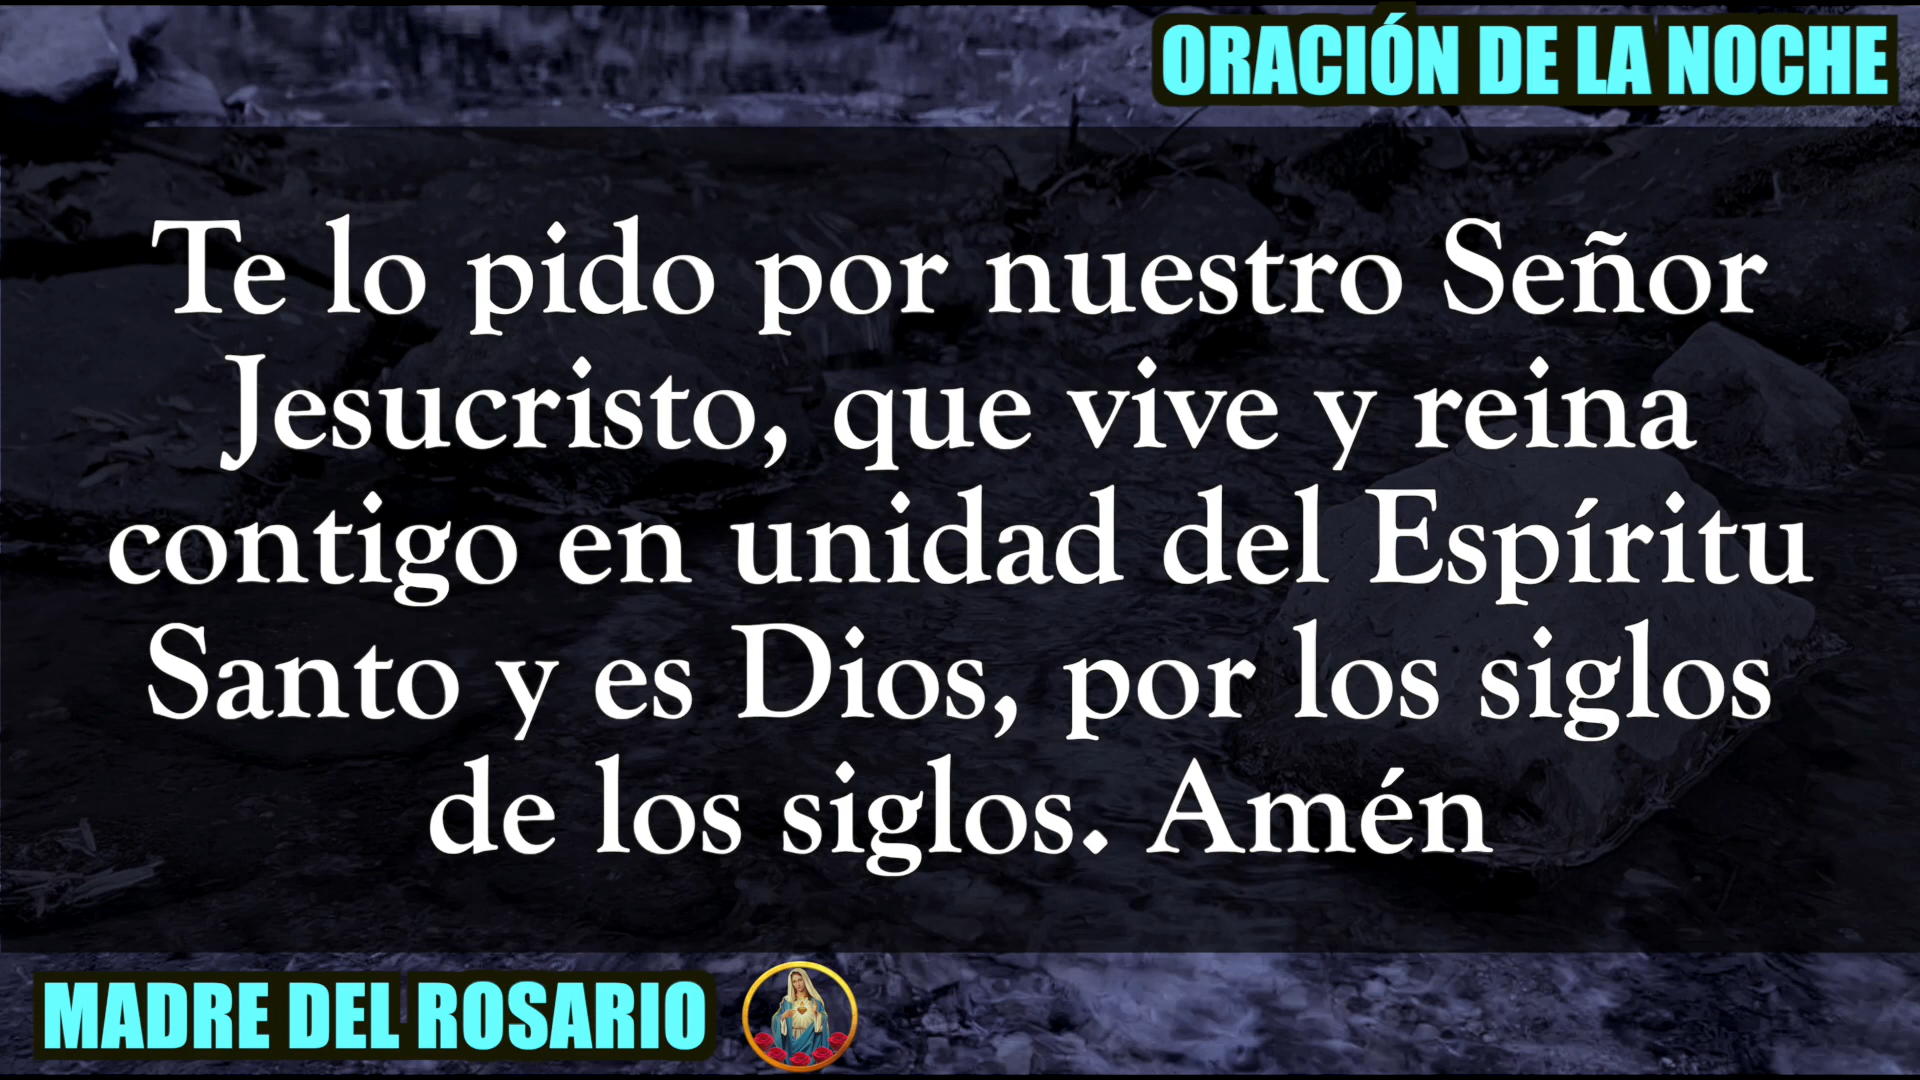 ORACIÓN DE LA NOCHE
Te lo pido por nuestro Señor
Jesucristo, que vive y reina
contigo en unidad del Espíritu
Santo y es Dios, por los siglos
de los siglos. Amén
MADRE DEL ROSARIO